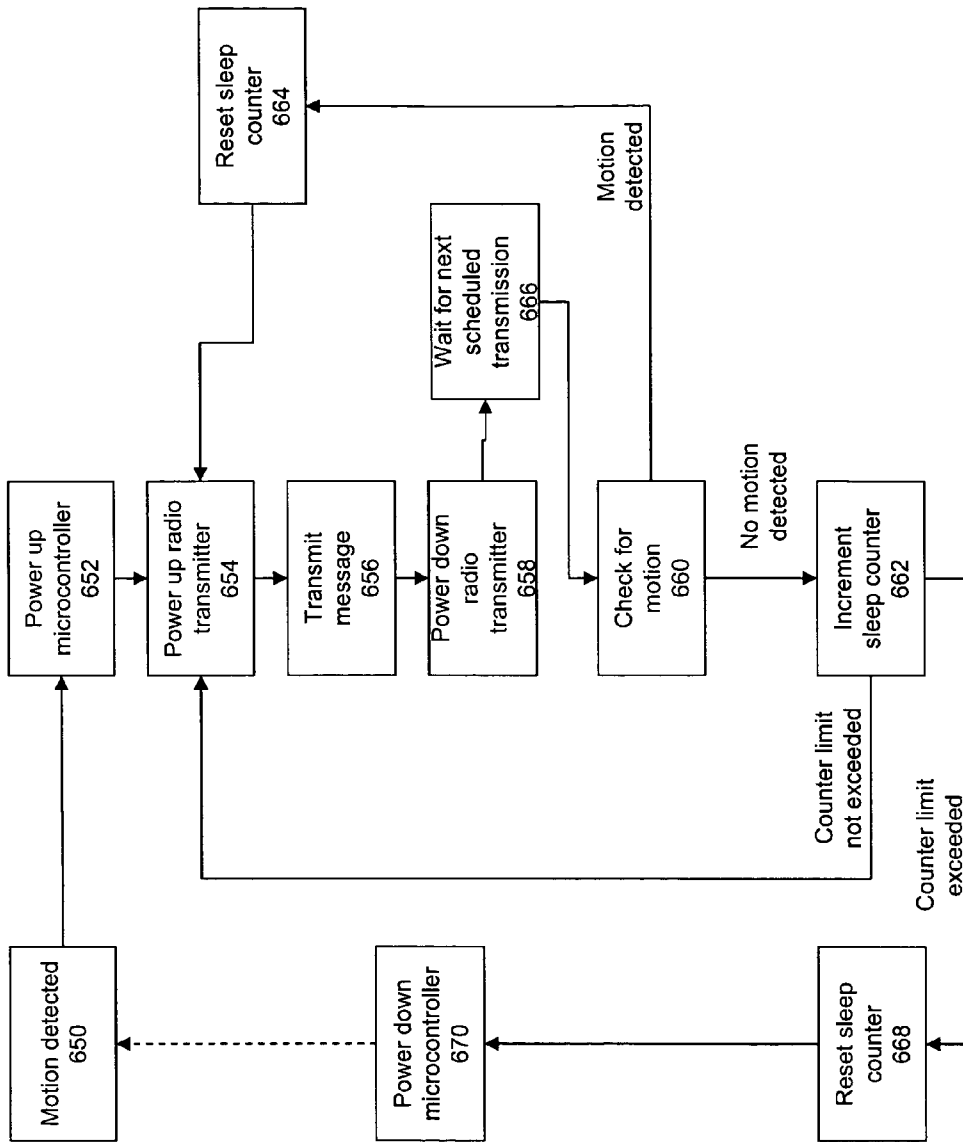 Motion detected
650
Power up
microcontroller
652
Power up radio
transmitter
654
Reset sleep
counter
664
Transmit
message
656
Power down
radio
transmitter
658
Wait for next
scheduled
transmission
666
Check for
motion
660
Motion
detected
No motion
detected
Increment
sleep counter
662
Counter limit
not exceeded
Counter limit
exceeded
Reset sleep
counter
668
Power down
microcontroller
670